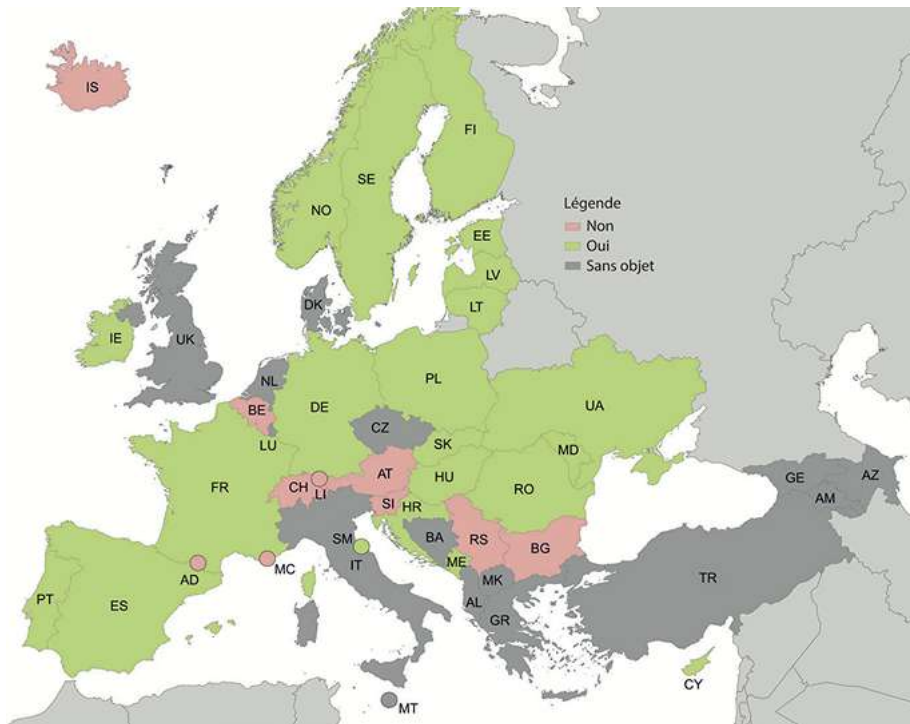 IS
FI
SE
NO
Légende
Non
Oui
Sans objet
EE
LV
LT
DK
IE
UK
NL
BE
DE
PL
LU
CZ
SK
UA
MD
FR
CH
LI
AT
HU
SI
HR
RO
BA
RS
BG
SM
IT
ME
MK
AL
GR
AD
MC
PT
ES
GE
AM
AZ
TR
CY
MT